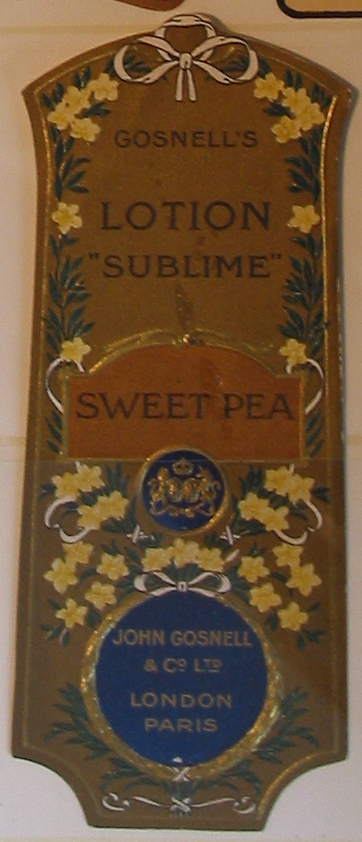 GOSNELL'S
LOTION
"SUBLIME"
SWEET PEA
JOHN GOSNELL
& Co LTD
LONDON
PARIS